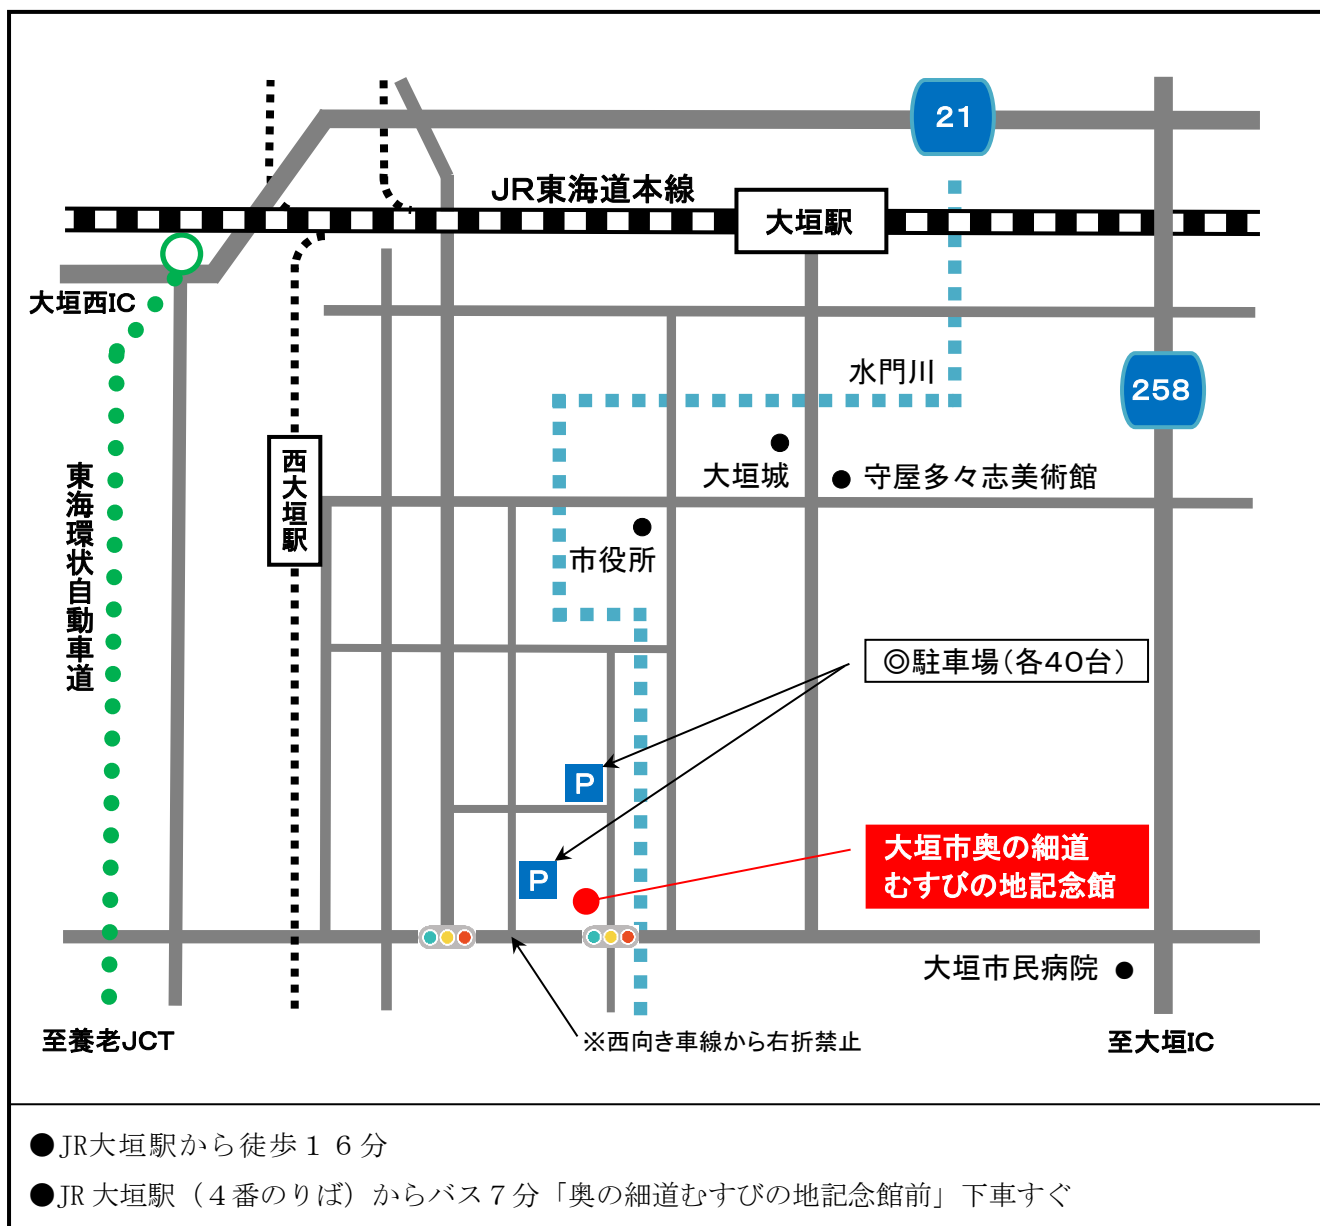 21
JR東海道本線
大垣駅
大垣西IC
水門川
258
西大垣駅
大垣城
守屋多々志美術館
東海環状自動車道
市役所
◎駐車場(各40台)
P
P
大垣市奥の細道
むすびの地記念館
大垣市民病院
至養老JCT
※西向き車線から右折禁止
至大垣IC
●JR大垣駅から徒歩１６分
●JR 大垣駅（４番のりば）からバス７分「奥の細道むすびの地記念館前」下車すぐ